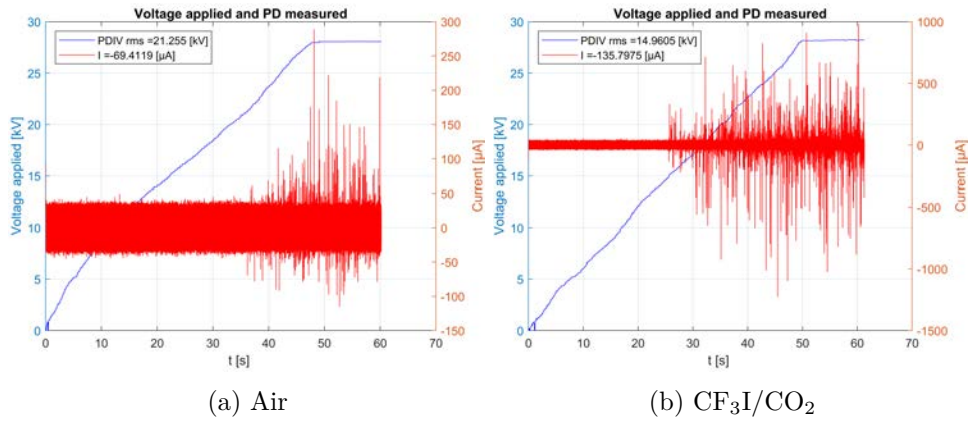 Voltage applied and PD measured
PDIV rms =21.255 [kV]
I =-69.4119 [µA]
Voltage applied [kV]
30
25
20
15
10
5
0
Current [µA]
300
250
200
150
100
50
0
-50
-100
-150
0 10 20 30 40 50 60 70
t [s]
(a) Air
Voltage applied and PD measured
PDIV rms =14.9605 [kV]
I =-135.7975 [µA]
Voltage applied [kV]
30
25
20
15
10
5
0
Current [µA]
1000
500
0
-500
-1000
-1500
0 10 20 30 40 50 60 70
t [s]
(b) CF₃I/CO₂